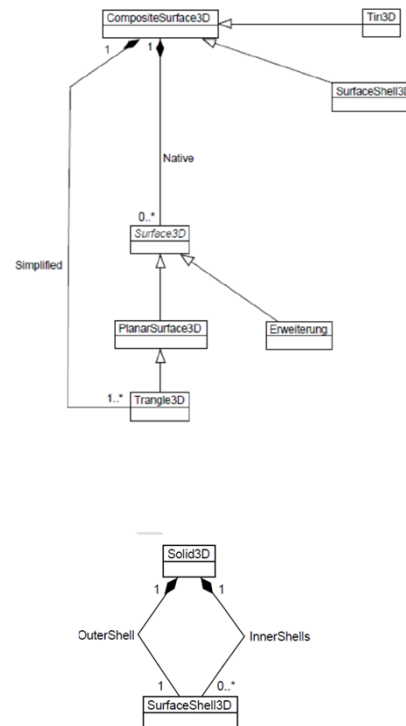 CompositeSurface3D
Tin3D
1
1
SurfaceShell3D
Native
0..*
Surface3D
Simplified
PlanarSurface3D
Erweiterung
1..*
Trangle3D
Solid3D
1
1
OuterShell
InnerShells
1
0..*
SurfaceShell3D